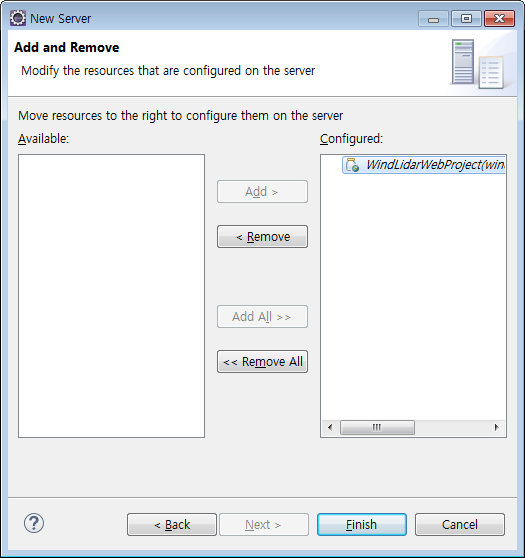 New Server
Add and Remove
Modify the resources that are configured on the server
Move resources to the right to configure them on the server
Available:
Configured:
WindLidarWebProject(win
Add >
< Remove
Add All >>
<< Remove All
?
< Back
Next >
Finish
Cancel